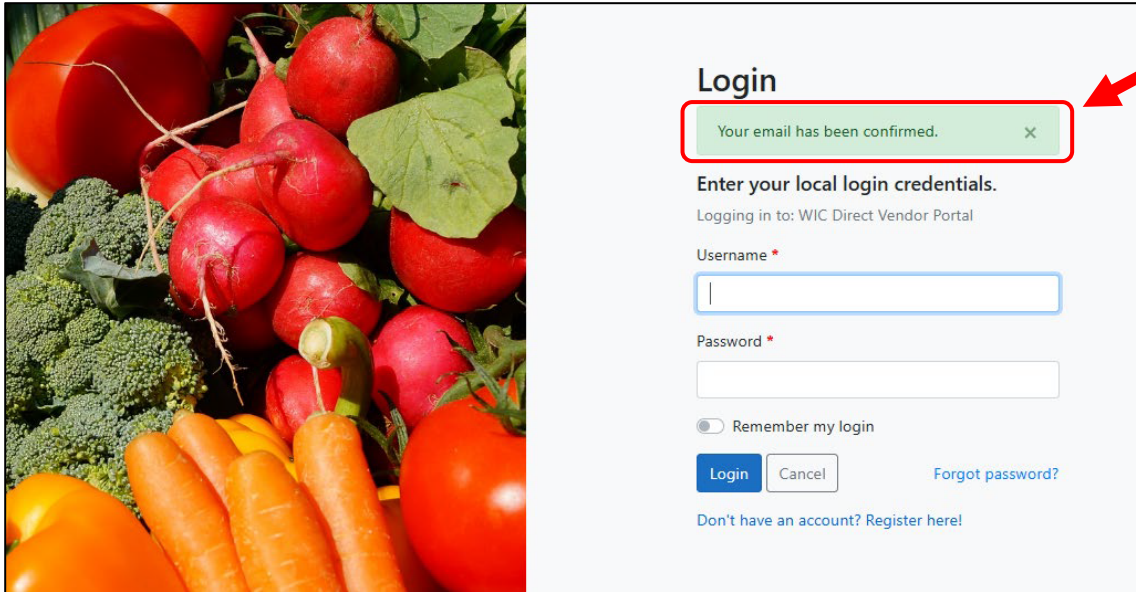 Login
Your email has been confirmed. ×
Enter your local login credentials.
Logging in to: WIC Direct Vendor Portal
Username *
Password *
Remember my login
Login Cancel Forgot password?
Don't have an account? Register here!